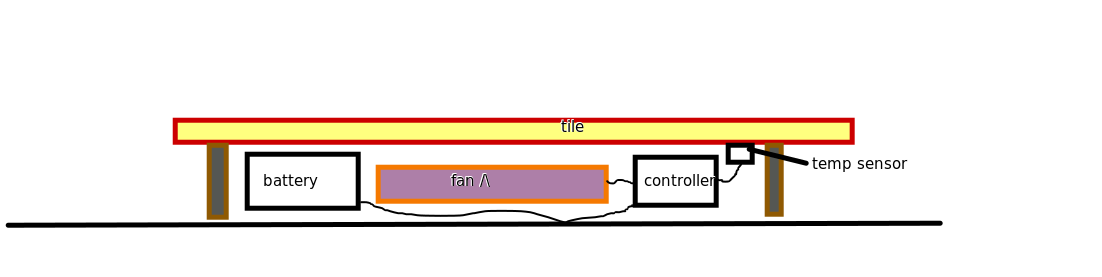 tile
temp sensor
battery
fan /\
controller